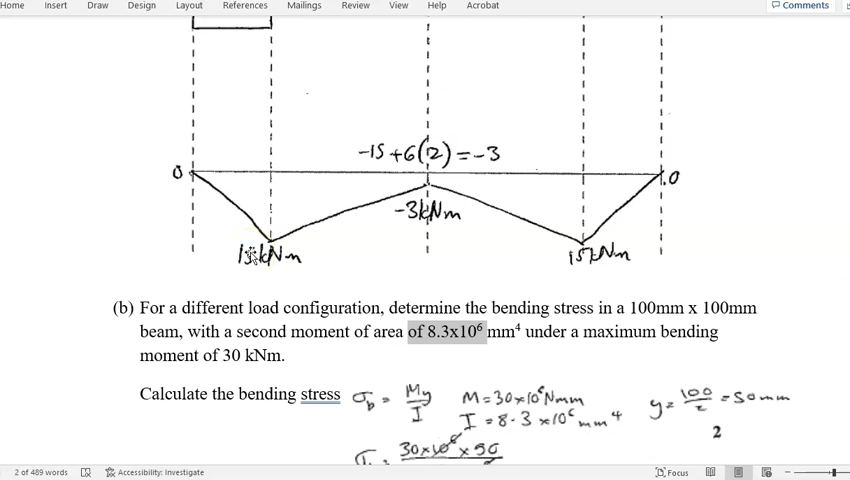 Home Insert Draw Design Layout References Mailings Review View Help Acrobat Comments
-15 + 6(2) = -3
0
.0
-3kNm
kNm
15kNm
(b) For a different load configuration, determine the bending stress in a 100mm x 100mm
beam, with a second moment of area of 8.3x10⁶ mm⁴ under a maximum bending
moment of 30 kNm.
Calculate the bending stress σb = My/I M = 30×10⁶Nmm y = 100/2 = 50mm
I = 8.3 ×10⁶ mm⁴
2
30×10⁶ × 50
2 of 489 words Accessibility: Investigate Focus